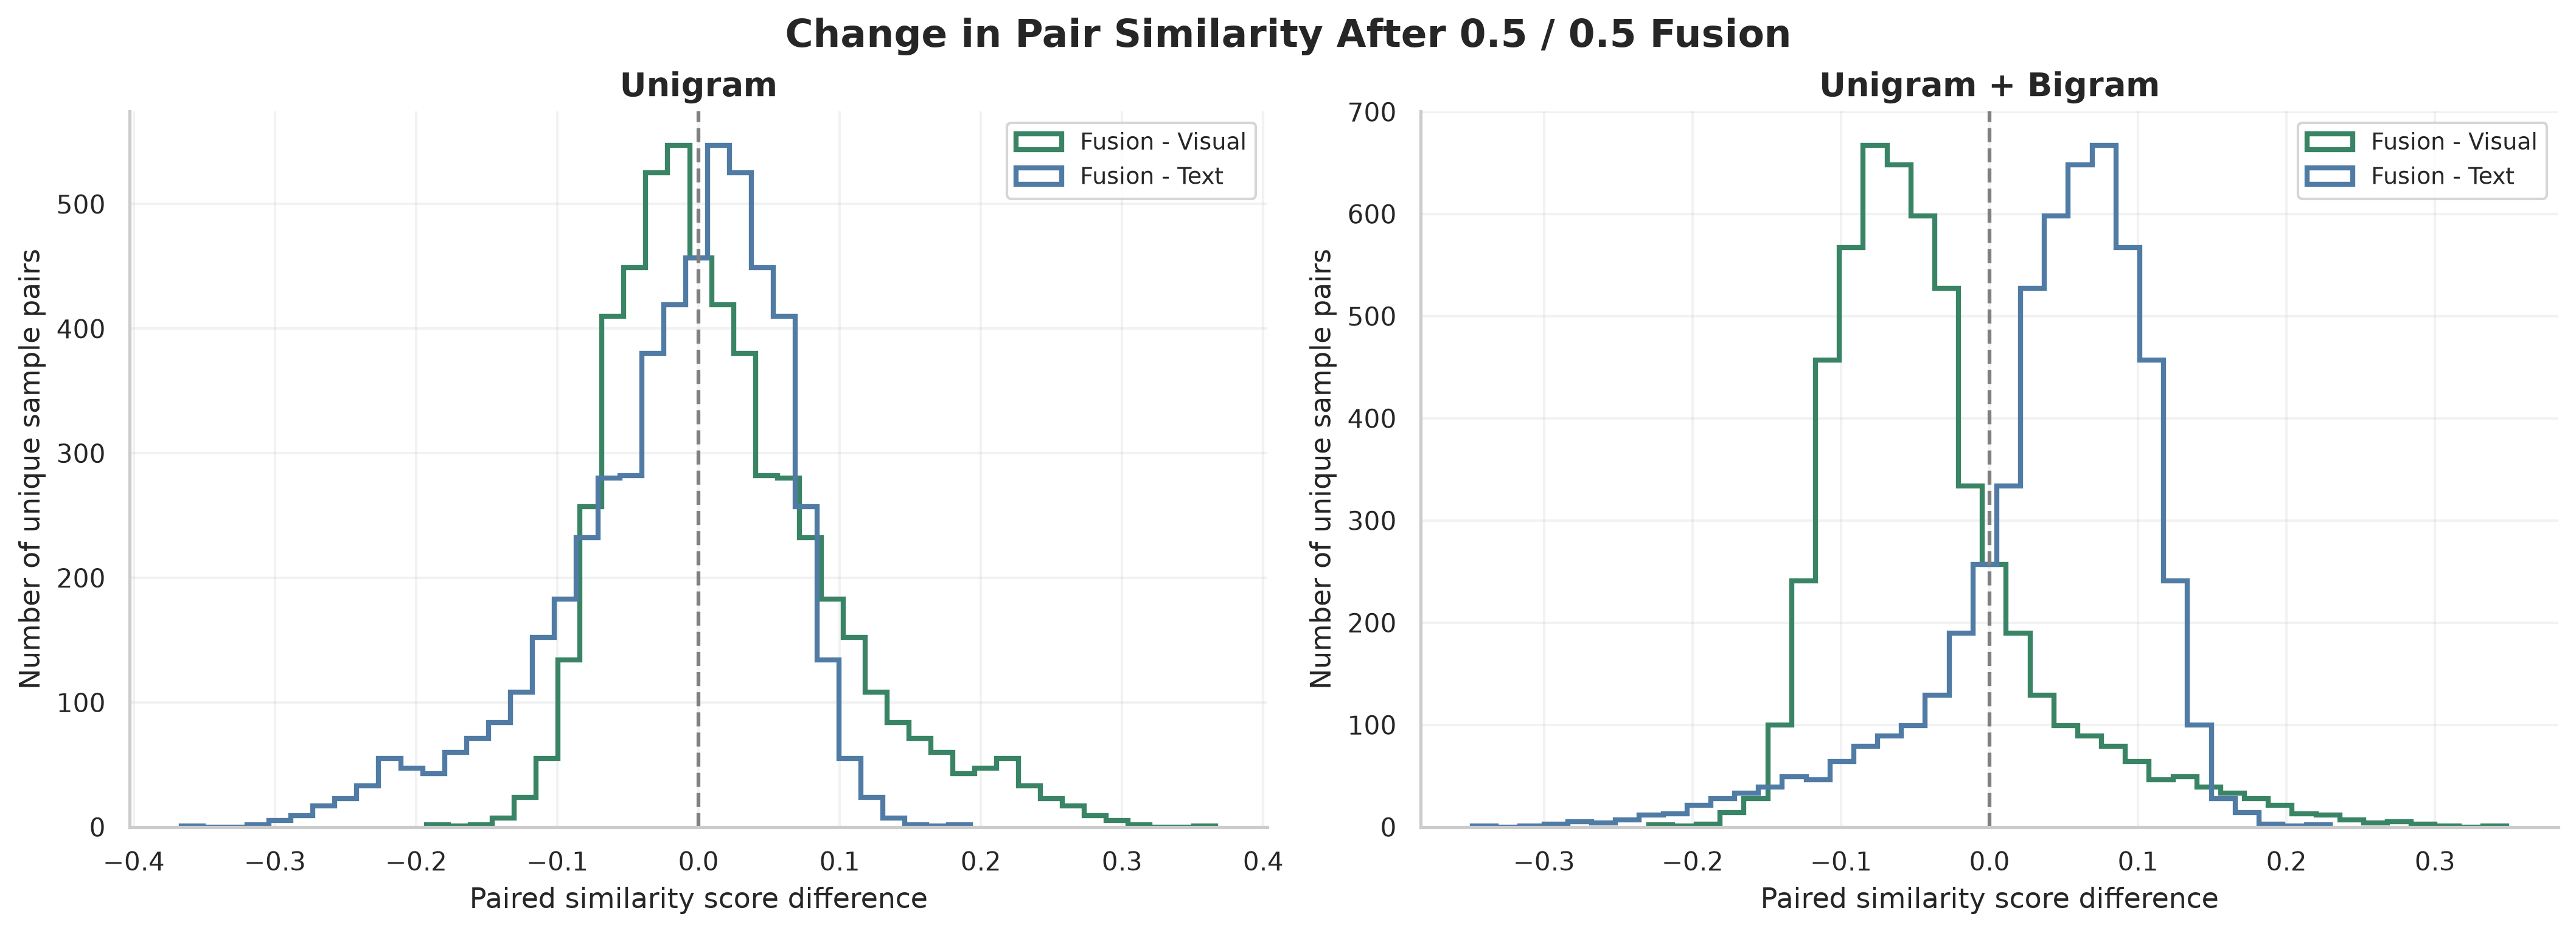 Change in Pair Similarity After 0.5 / 0.5 Fusion
Unigram
Number of unique sample pairs
500
400
300
200
100
0
−0.4 −0.3 −0.2 −0.1 0.0 0.1 0.2 0.3 0.4
Paired similarity score difference
Fusion - Visual
Fusion - Text
Unigram + Bigram
Number of unique sample pairs
700
600
500
400
300
200
100
0
−0.3 −0.2 −0.1 0.0 0.1 0.2 0.3
Paired similarity score difference
Fusion - Visual
Fusion - Text